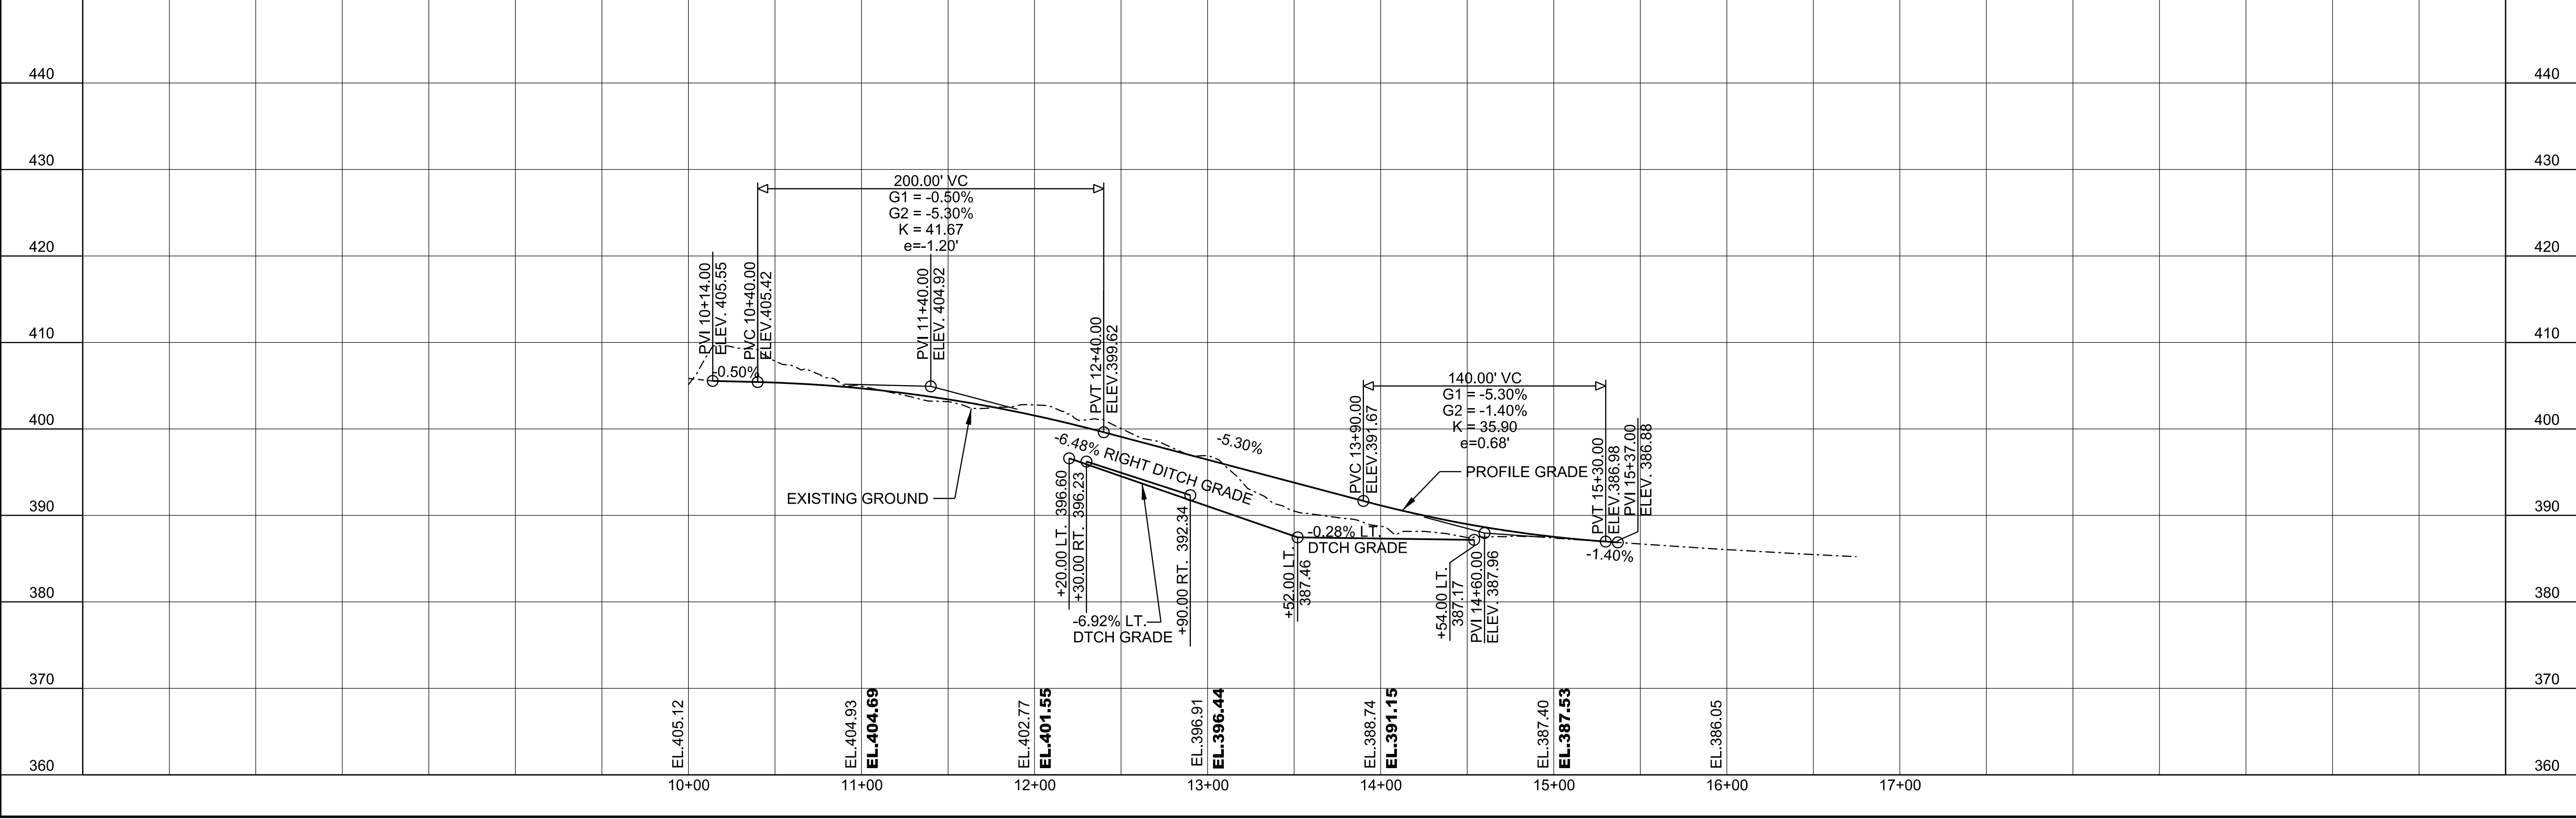 440
440
430
430
420
420
410
410
400
400
390
390
380
380
370
370
360
360
200.00' VC
G1 = -0.50%
G2 = -5.30%
K = 41.67
e=-1.20'
PVI 10+14.00
ELEV. 405.55
PVC 10+40.00
ELEV.405.42
PVI 11+40.00
ELEV. 404.92
PVT 12+40.00
ELEV.399.62
-0.50%
140.00' VC
G1 = -5.30%
G2 = -1.40%
K = 35.90
e=0.68'
PVC 13+90.00
ELEV.391.67
PVT 15+30.00
ELEV.386.98
PVI 15+37.00
ELEV. 386.88
-5.30%
-6.48% RIGHT DITCH GRADE
PROFILE GRADE
EXISTING GROUND
+20.00 LT. 396.60
+30.00 RT. 396.23
+90.00 RT. 392.34
-0.28% LT.
DTCH GRADE
-1.40%
+52.00 LT.
387.46
+54.00 LT.
387.17
PVI 14+60.00
ELEV. 387.96
-6.92% LT.
DTCH GRADE
EL.405.12
EL.404.93
EL.404.69
EL.402.77
EL.401.55
EL.396.91
EL.396.44
EL.388.74
EL.391.15
EL.387.40
EL.387.53
EL.386.05
10+00
11+00
12+00
13+00
14+00
15+00
16+00
17+00